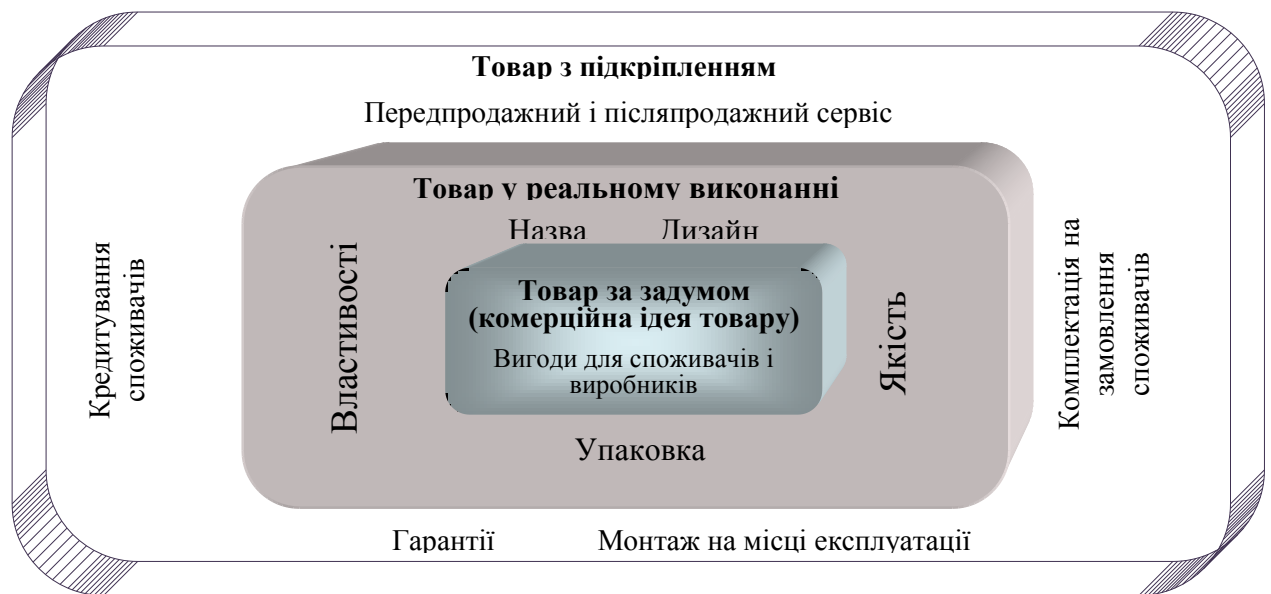 Товар з підкріпленням
Передпродажний і післяпродажний сервіс
Товар у реальному виконанні
Назва Дизайн
Кредитування
споживачів
Властивості
Товар за задумом
(комерційна ідея товару)
Вигоди для споживачів і
виробників
Якість
Комплектація на
замовлення
споживачів
Упаковка
Гарантії Монтаж на місці експлуатації